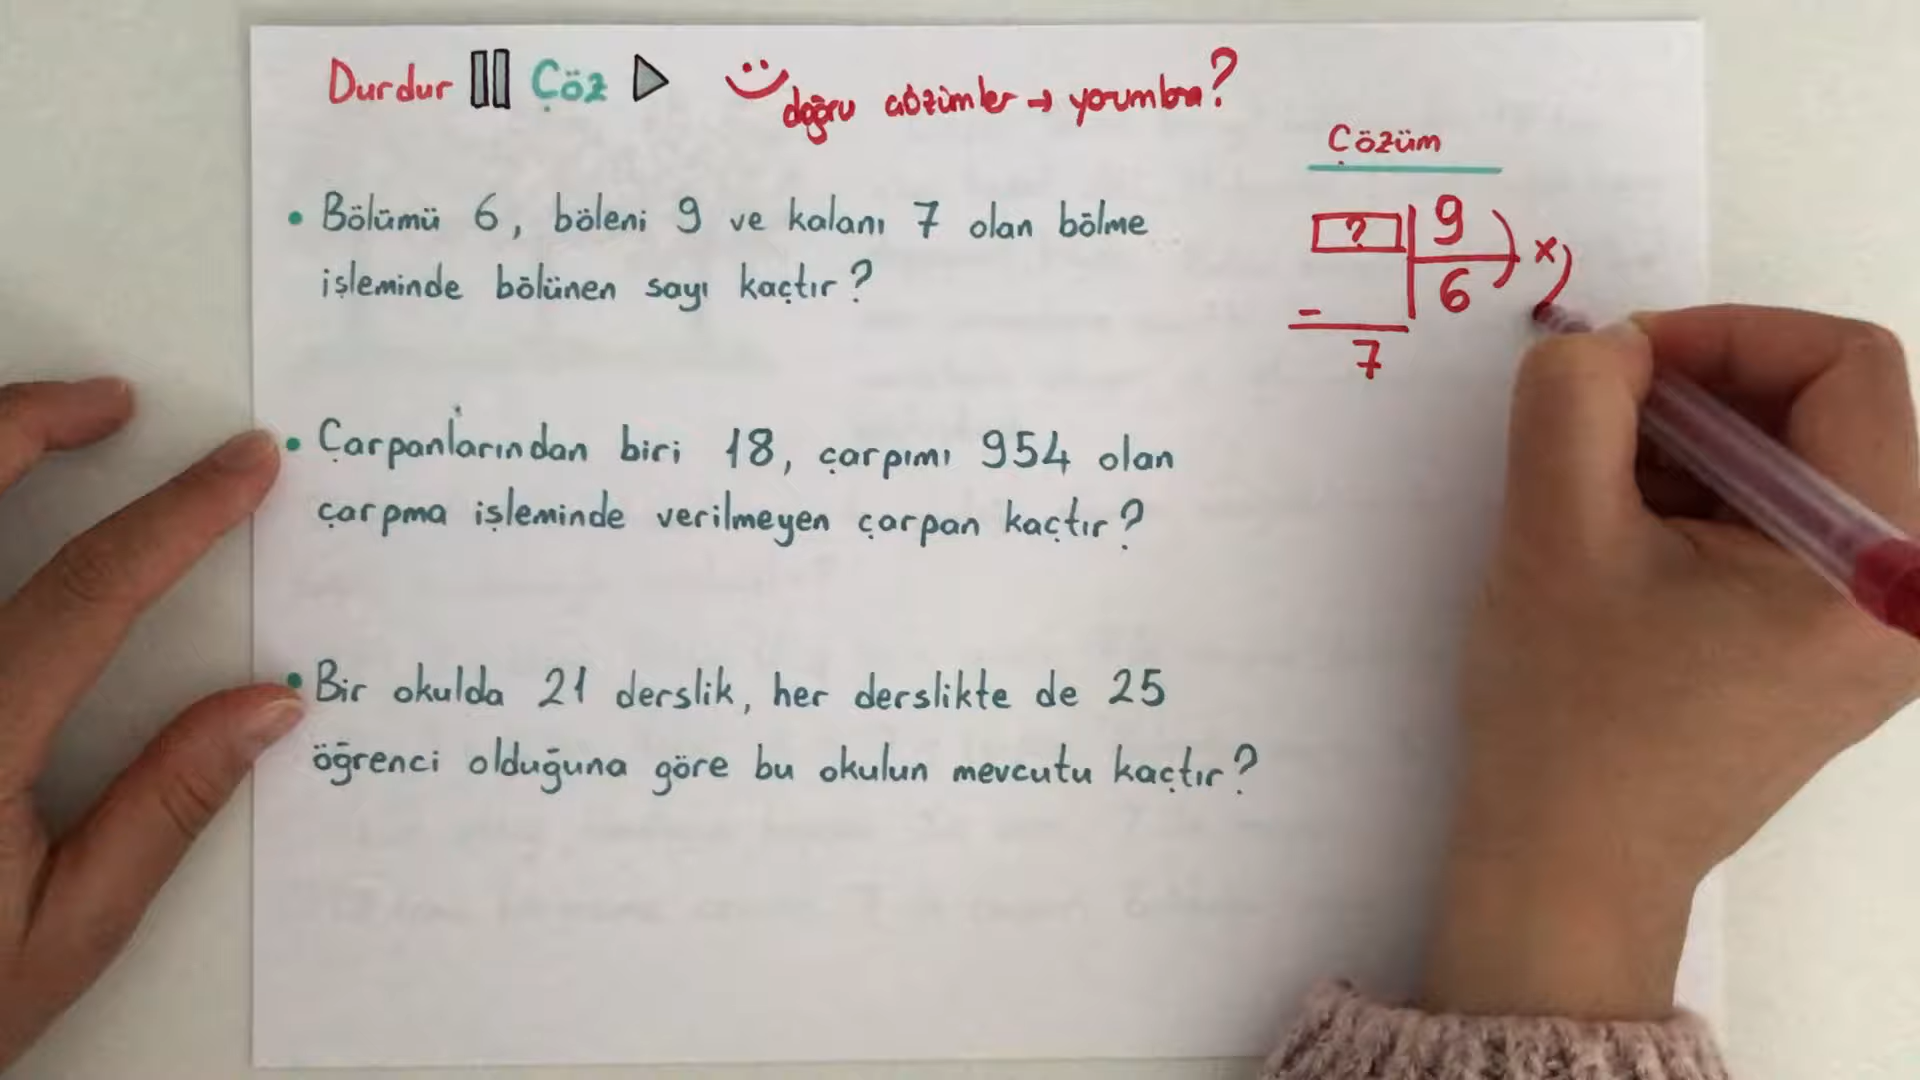 Durdur Çöz
doğru çözümler → yorumlara?
• Bölümü 6, böleni 9 ve kalanı 7 olan bölme
işleminde bölünen sayı kaçtır?
• Çarpanlarından biri 18, çarpımı 954 olan
çarpma işleminde verilmeyen çarpan kaçtır?
• Bir okulda 21 derslik, her derslikte de 25
öğrenci olduğuna göre bu okulun mevcutu kaçtır?
Çözüm
? 9
6 ×
-
7